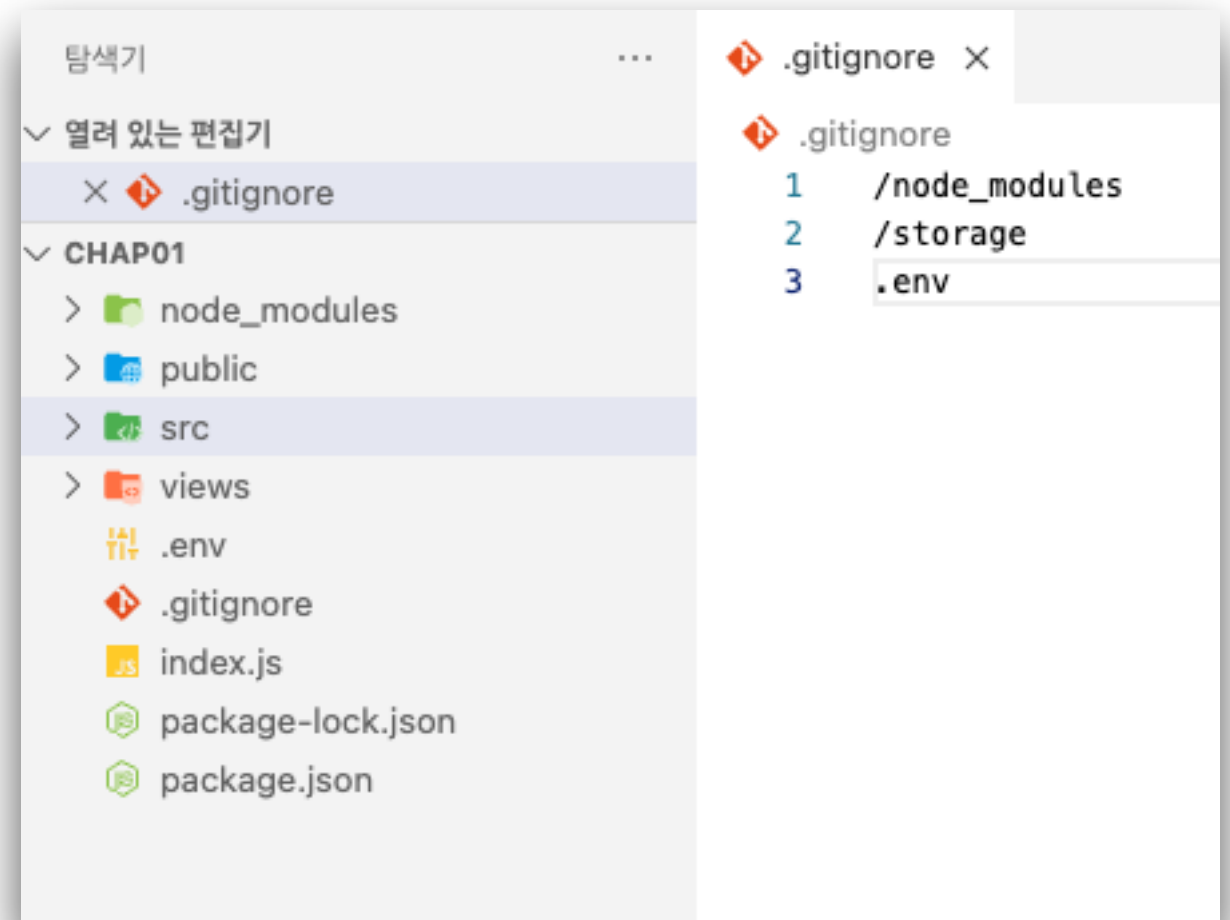 탐색기
열려 있는 편집기
.gitignore
CHAP01
node_modules
public
src
views
.env
.gitignore
index.js
package-lock.json
package.json
.gitignore
.gitignore
1 /node_modules
2 /storage
3 .env